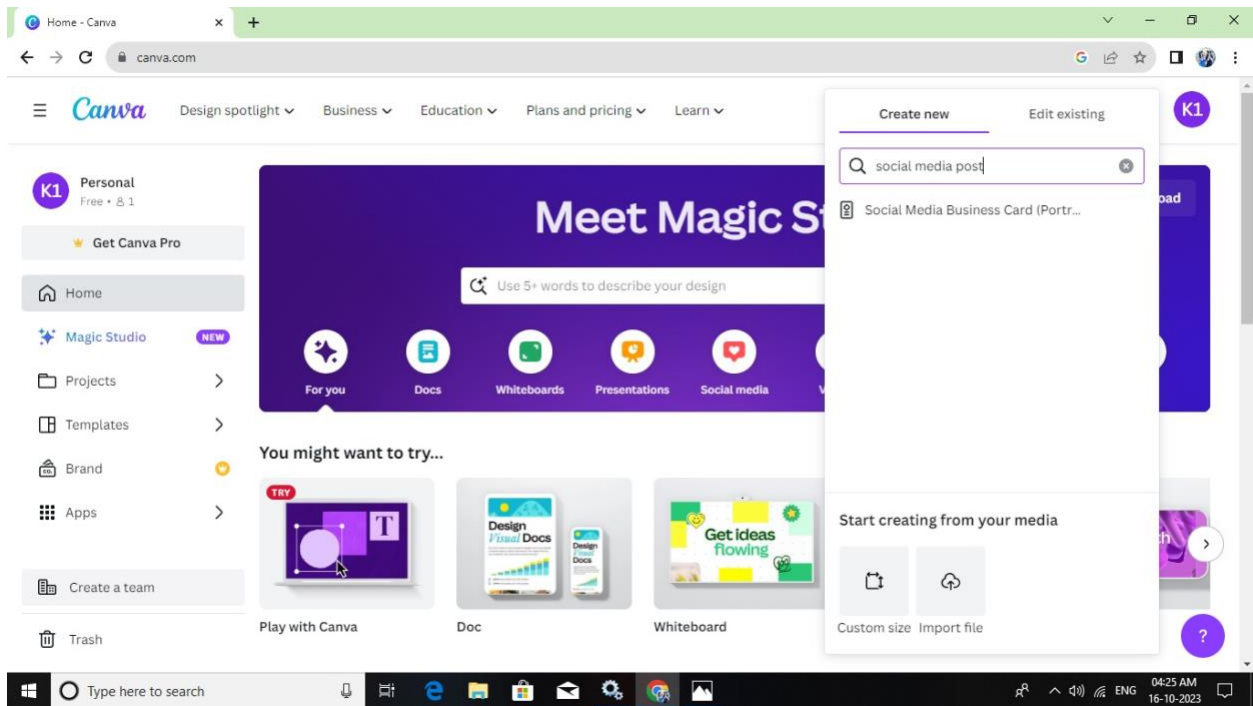 Home - Canva
canva.com
Canva
Design spotlight
Business
Education
Plans and pricing
Learn
Create new
Edit existing
K1
social media post
Social Media Business Card (Portr...
K1
Personal
Free • 1
Get Canva Pro
Home
Magic Studio
NEW
Projects
Templates
Brand
Apps
Create a team
Trash
Meet Magic St
Use 5+ words to describe your design
For you
Docs
Whiteboards
Presentations
Social media
You might want to try...
TRY
T
Design
Visual Docs
Design
Visual
Docs
Get ideas
flowing
Play with Canva
Doc
Whiteboard
Start creating from your media
Custom size
Import file
?
Type here to search
ENG
04:25 AM
16-10-2023